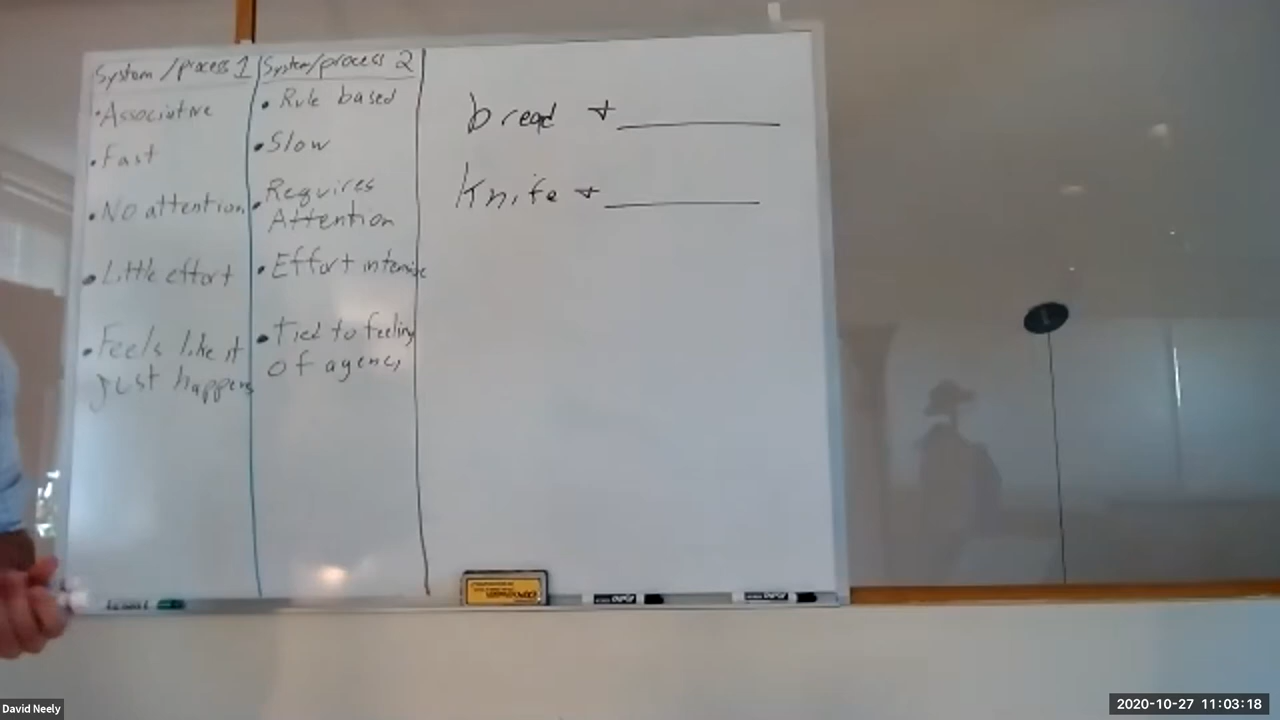 System/process 1
• Associative
• Fast
• No attention
• Little effort
• Feels like it
just happens
System/process 2
• Rule based
• Slow
• Requires
Attention
• Effort intensive
• Tied to feeling
of agency
bread + ________
Knife + ________
EXPO
EXPO
David Neely
2020-10-27 11:03:18